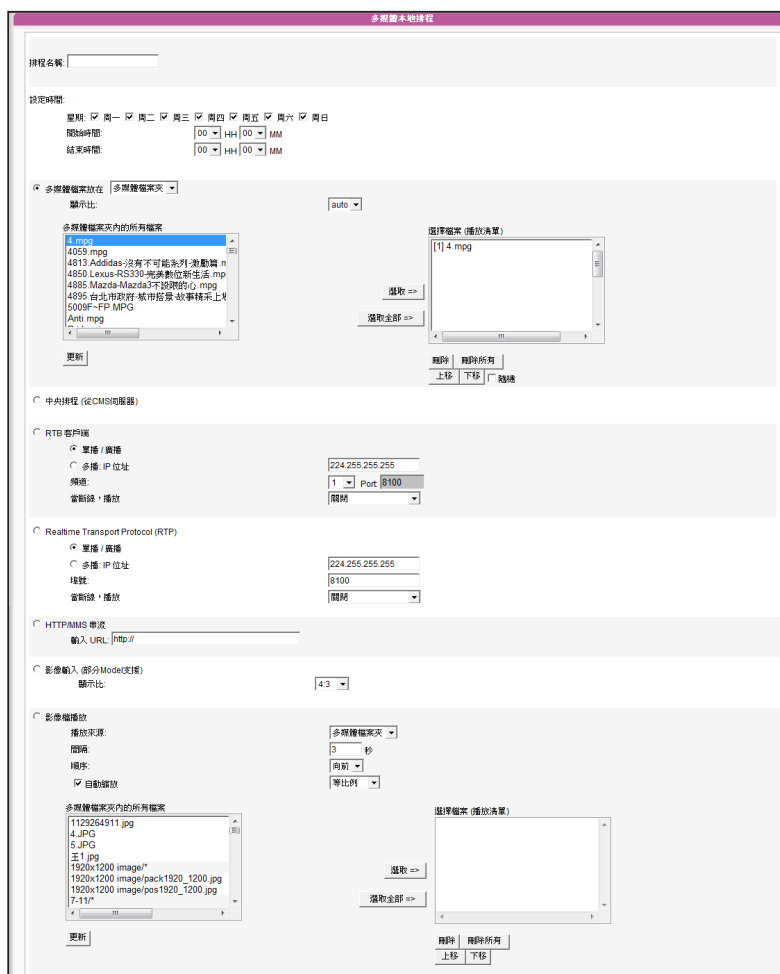 多媒體本地排程
排程名稱:
設定時間:
星期: 周一 周二 周三 周四 周五 周六 周日
開始時間: 00 HH 00 MM
結束時間: 00 HH 00 MM
多媒體檔案放在 多媒體檔案夾
顯示比: auto
多媒體檔案夾內的所有檔案
4.mpg
4059.mpg
4813.Addidas-沒有不可能系列-激勵篇.m
4850.Lexus-RS330-完美數位新生活.mp
4885.Mazda-Mazda3不設限的心.mpg
4895.台北市政府-城市搭景-故事精采上場
5009F~FP.MPG
Anti.mpg
選取 =>
選取全部 =>
選擇檔案 (播放清單)
[1] 4.mpg
更新
刪除 刪除所有
上移 下移 隨機
中央排程 (從CMS伺服器)
RTB 客戶端
單播 / 廣播
多播: IP 位址 224.255.255.255
頻道: 1 Port: 8100
當斷線，播放 關閉
Realtime Transport Protocol (RTP)
單播 / 廣播
多播: IP 位址 224.255.255.255
埠號: 8100
當斷線，播放 關閉
HTTP/MMS 串流
輸入 URL: http://
影像輸入 (部分Model支援)
顯示比: 4:3
影像檔播放
播放來源: 多媒體檔案夾
間隔: 3 秒
順序: 向前
自動縮放 等比例
多媒體檔案夾內的所有檔案
1129264911.jpg
4.JPG
5.JPG
王1.jpg
1920x1200 image/*
1920x1200 image/pack1920_1200.jpg
1920x1200 image/pos1920_1200.jpg
7-11/*
選取 =>
選取全部 =>
選擇檔案 (播放清單)
更新
刪除 刪除所有
上移 下移